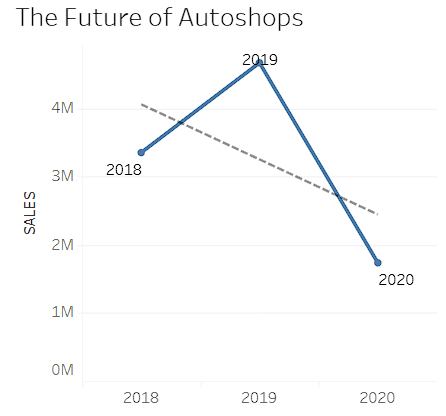 The Future of Autoshops
2019
4M
2018
3M
SALES
2M
2020
1M
0M
2018 2019 2020